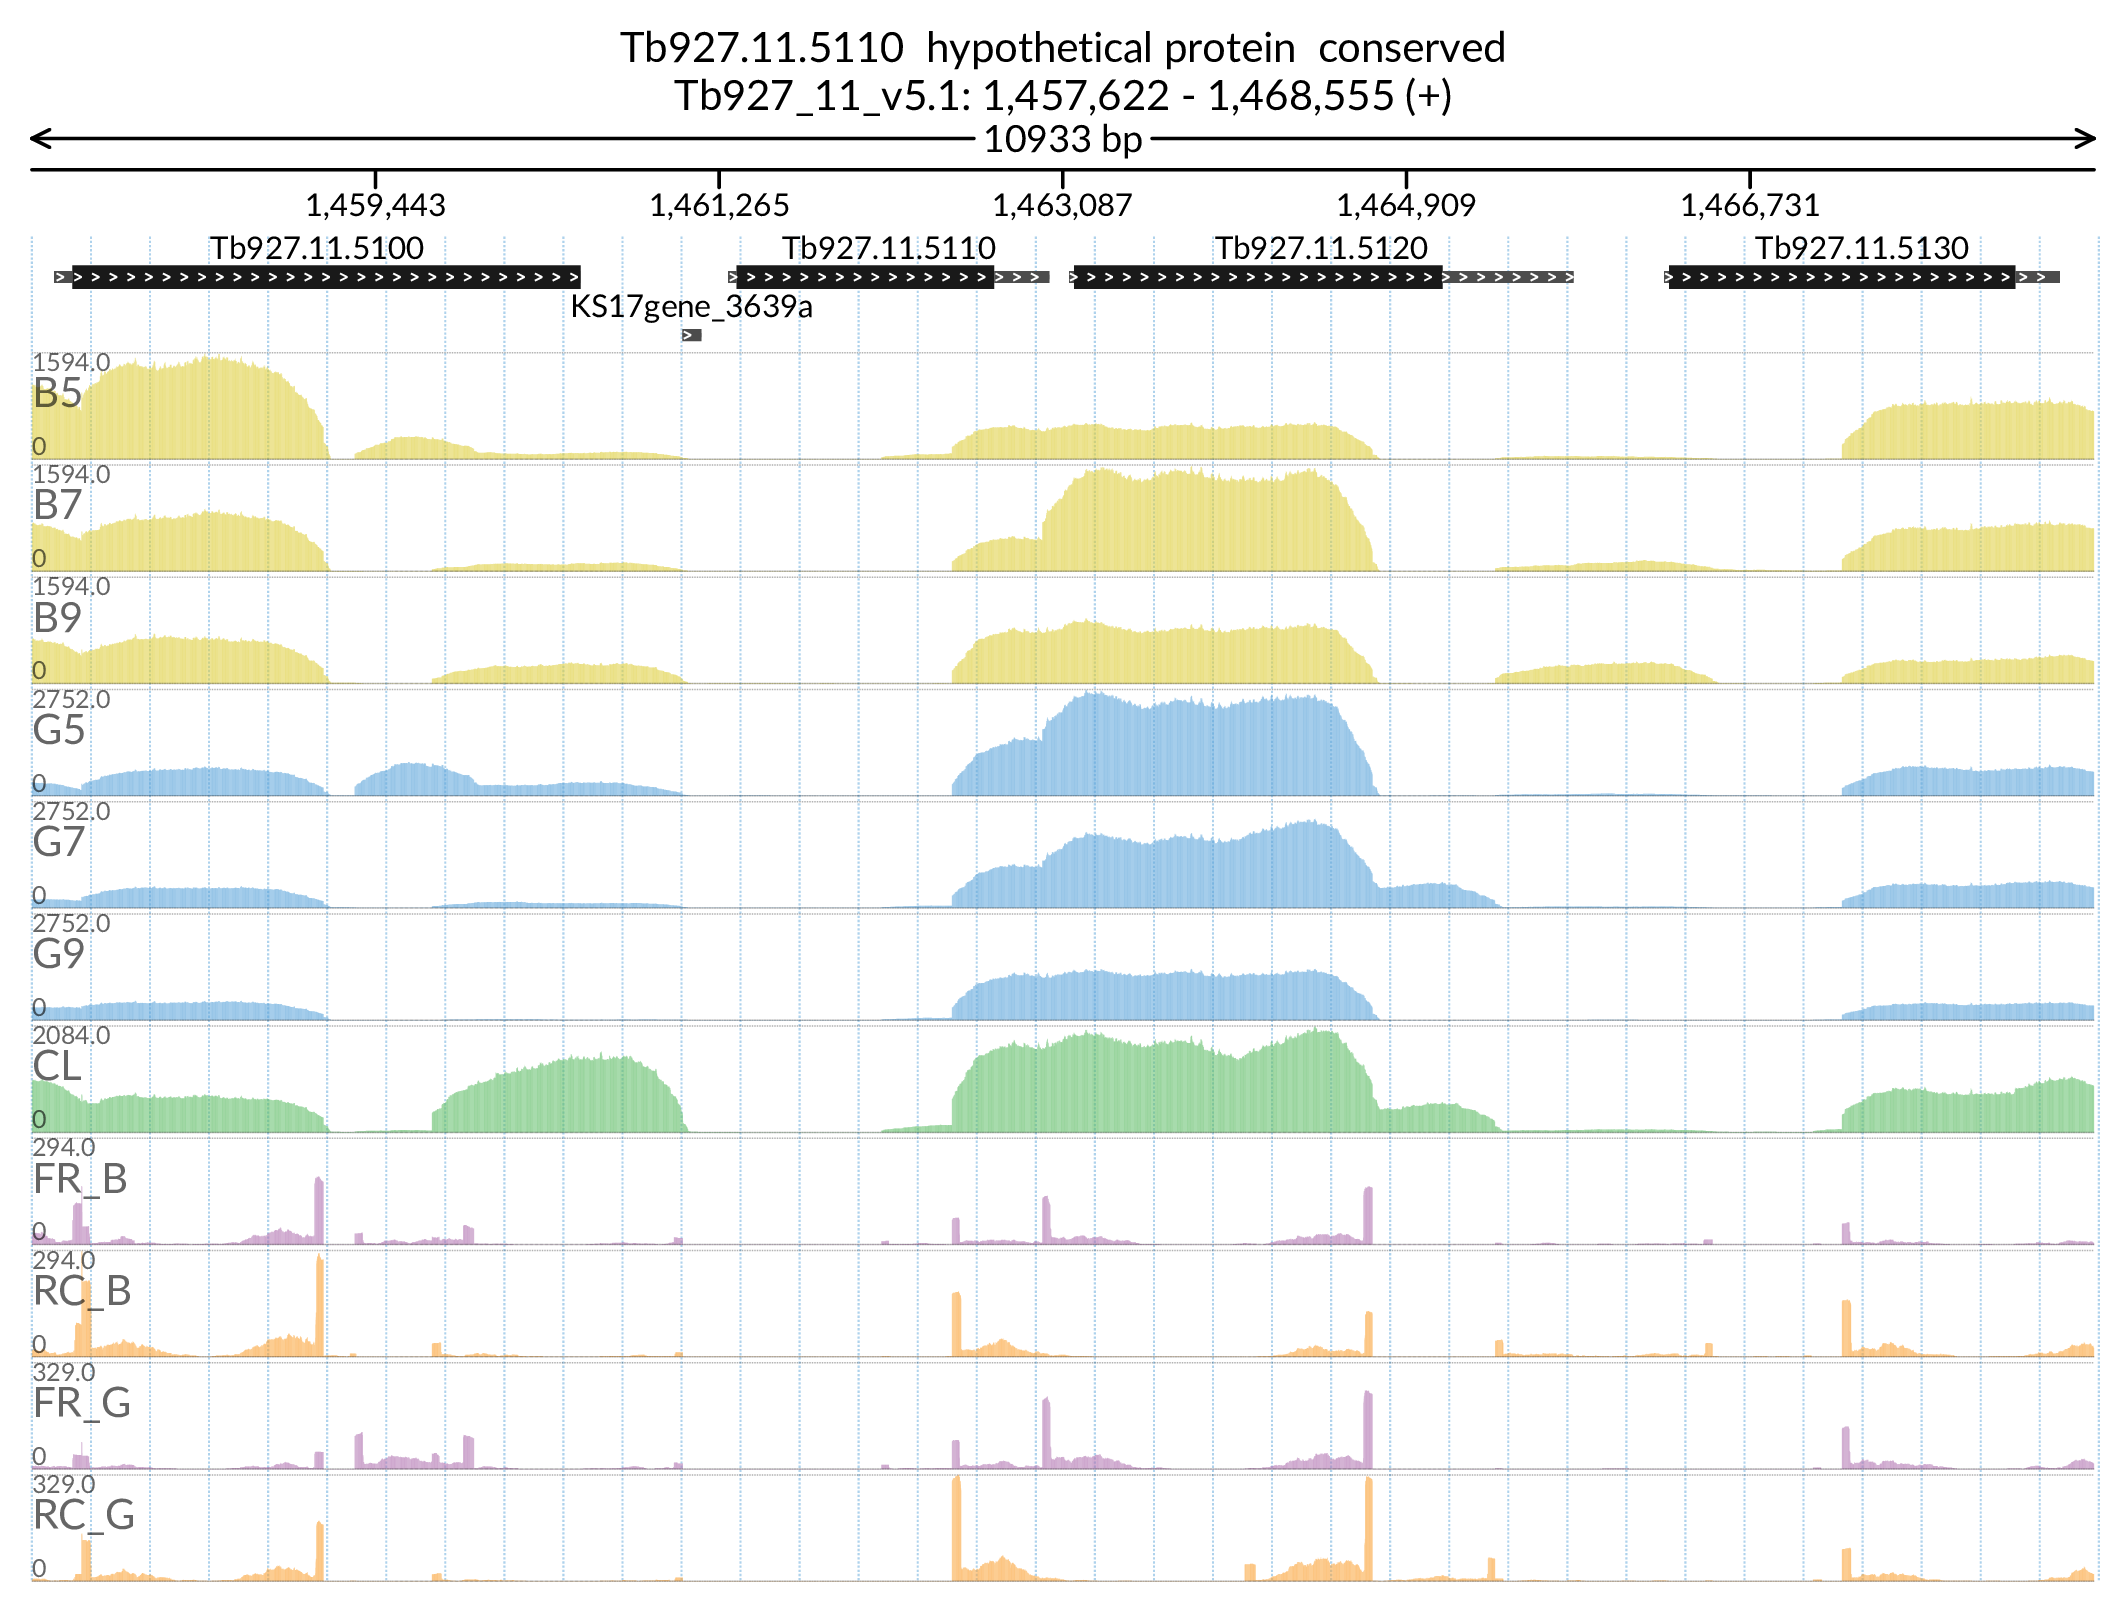 Tb927.11.5110 hypothetical protein conserved
Tb927_11_v5.1: 1,457,622 - 1,468,555 (+)
10933 bp
1,459,443 1,461,265 1,463,087 1,464,909 1,466,731
Tb927.11.5100 Tb927.11.5110 Tb927.11.5120 Tb927.11.5130
KS17gene_3639a
1594.0
B5
0
1594.0
B7
0
1594.0
B9
0
2752.0
G5
0
2752.0
G7
0
2752.0
G9
0
2084.0
CL
0
294.0
FR_B
0
294.0
RC_B
0
329.0
FR_G
0
329.0
RC_G
0